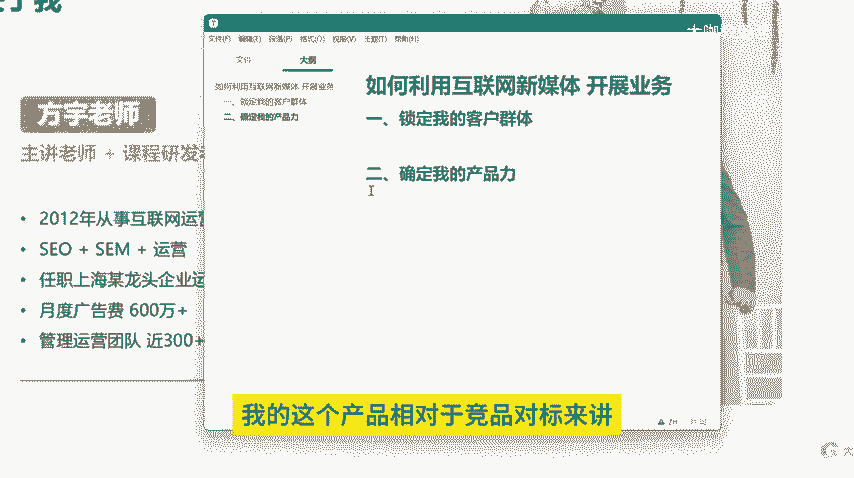 于我
方宇老师
主讲老师 + 课程研发
• 2012年从事互联网运营
• SEO + SEM + 运营
• 任职上海某龙头企业运
• 月度广告费 600万+
• 管理运营团队 近300+
文件(F) 编辑(E) 段落(P) 格式(O) 视图(V) 主题(T) 帮助(H)
文件 大纲
如何利用互联网新媒体 开展业务
一、锁定我的客户群体
二、确定我的产品力
如何利用互联网新媒体 开展业务
一、锁定我的客户群体
二、确定我的产品力
我的这个产品相对于竞品对标来讲